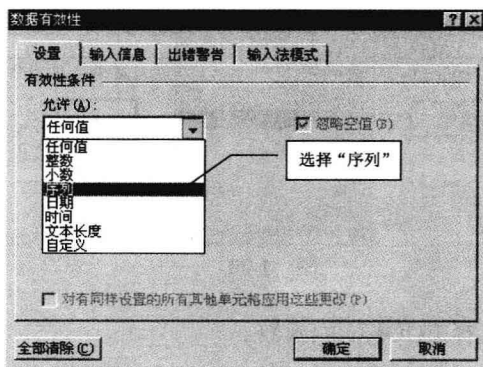 数据有效性
设置 输入信息 出错警告 输入法模式
有效性条件
允许(A):
任何值
忽略空值(B)
任何值
整数
小数
序列
日期
时间
文本长度
自定义
选择“序列”
对有同样设置的所有其他单元格应用这些更改(P)
全部清除(C) 确定 取消